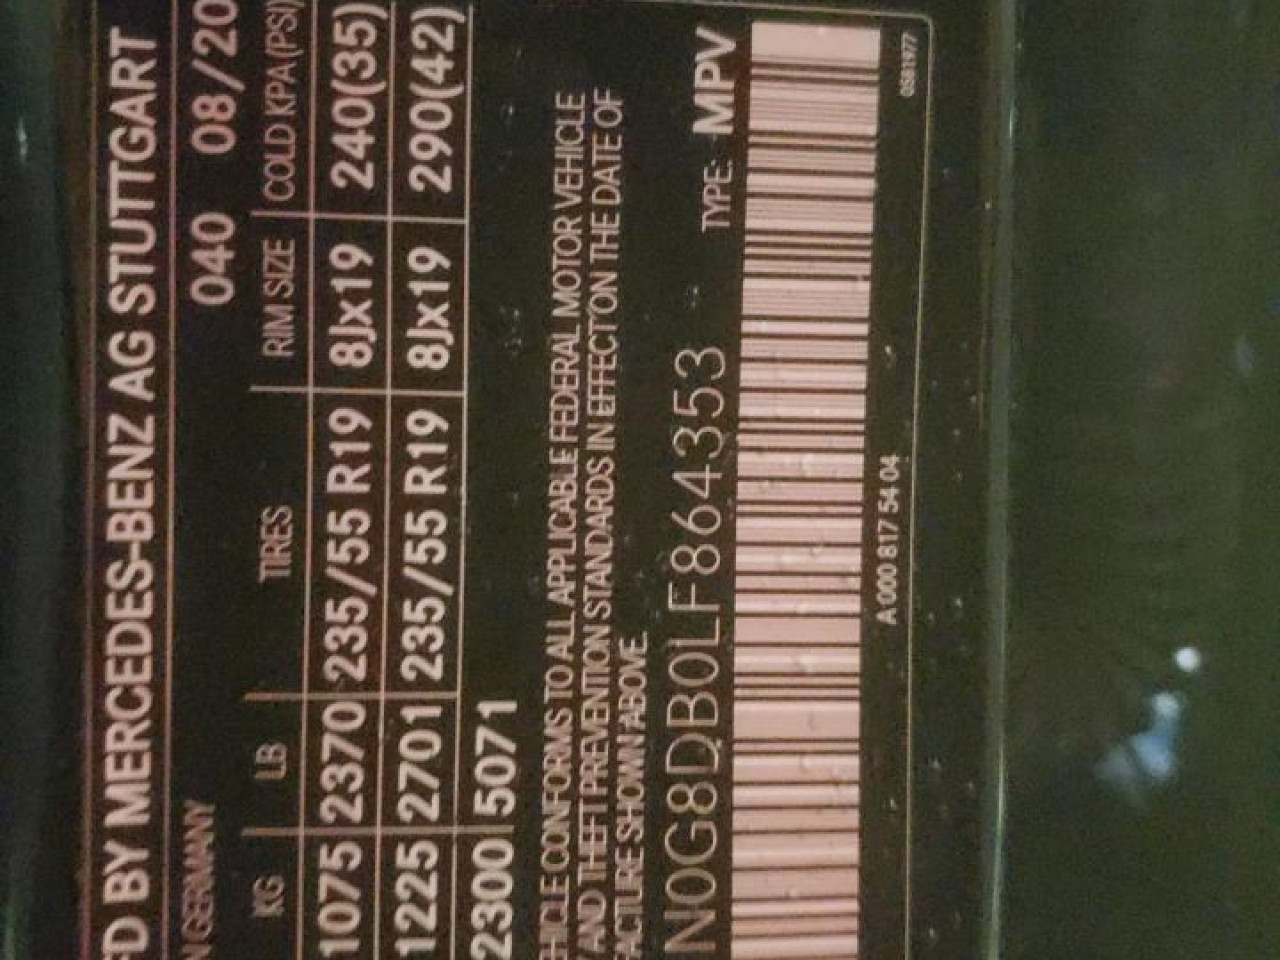 FD BY MERCEDES-BENZ AG STUTTGART
N GERMANY 040 08/20
KG LB TIRES RIM SIZE COLD KPA(PSI)
1075 2370 235/55 R19 8Jx19 240(35)
1225 2701 235/55 R19 8Jx19 290(42)
2300 5071
EHICLE CONFORMS TO ALL APPLICABLE FEDERAL MOTOR VEHICLE
Y AND THEFT PREVENTION STANDARDS IN EFFECT ON THE DATE OF
FACTURE SHOWN ABOVE.
N0G8DB0LF864353 TYPE: MPV
A 000 817 54 04
0581977